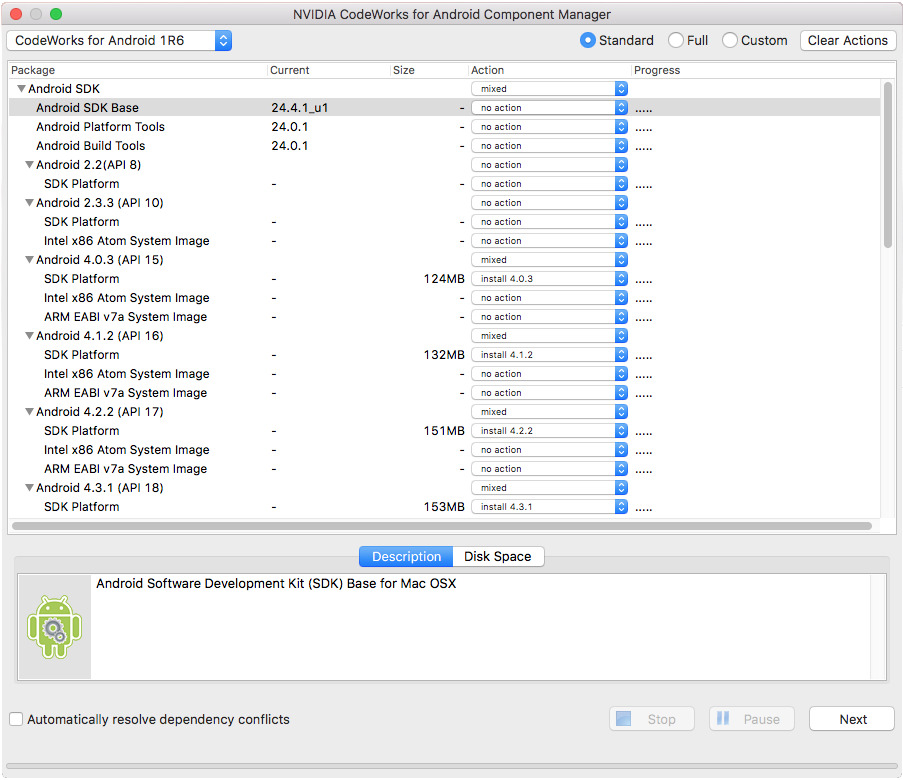 NVIDIA CodeWorks for Android Component Manager
CodeWorks for Android 1R6 Standard Full Custom Clear Actions
Package Current Size Action Progress
Android SDK mixed
Android SDK Base 24.4.1_u1 - no action .....
Android Platform Tools 24.0.1 - no action .....
Android Build Tools 24.0.1 - no action .....
Android 2.2(API 8) no action
SDK Platform - - no action .....
Android 2.3.3 (API 10) no action
SDK Platform - - no action .....
Intel x86 Atom System Image - - no action .....
Android 4.0.3 (API 15) mixed
SDK Platform - 124MB install 4.0.3 .....
Intel x86 Atom System Image - - no action .....
ARM EABI v7a System Image - - no action .....
Android 4.1.2 (API 16) mixed
SDK Platform - 132MB install 4.1.2 .....
Intel x86 Atom System Image - - no action .....
ARM EABI v7a System Image - - no action .....
Android 4.2.2 (API 17) mixed
SDK Platform - 151MB install 4.2.2 .....
Intel x86 Atom System Image - - no action .....
ARM EABI v7a System Image - - no action .....
Android 4.3.1 (API 18) mixed
SDK Platform - 153MB install 4.3.1 .....
Description Disk Space
Android Software Development Kit (SDK) Base for Mac OSX
Automatically resolve dependency conflicts Stop Pause Next